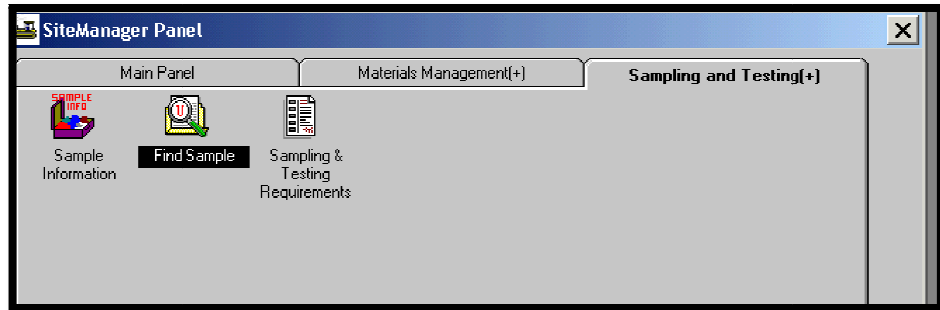 SiteManager Panel
Main Panel
Materials Management(+)
Sampling and Testing(+)
SAMPLE
INFO
U
Sample
Information
Find Sample
Sampling &
Testing
Requirements